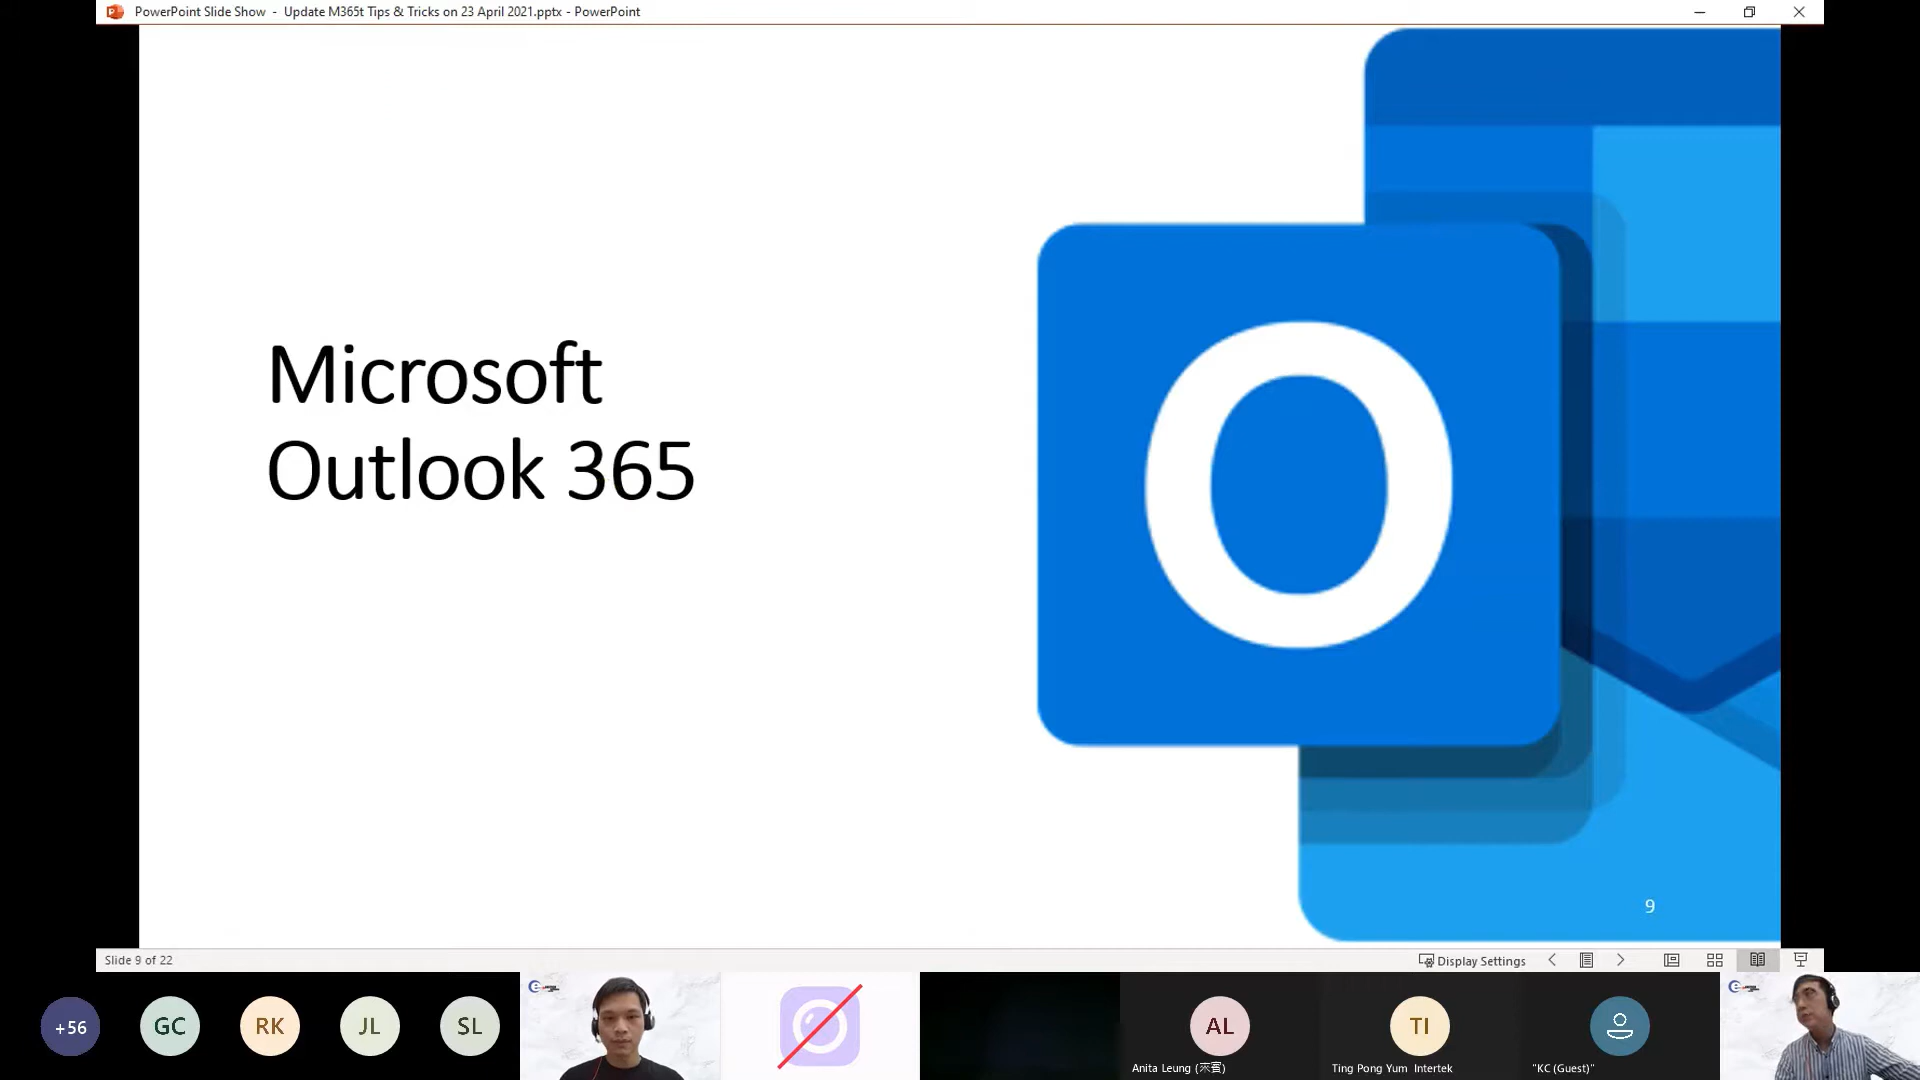 PowerPoint Slide Show - Update M365t Tips & Tricks on 23 April 2021.pptx - PowerPoint
Microsoft
Outlook 365
O
9
Slide 9 of 22
Display Settings
+56
GC
RK
JL
SL
AL
TI
Anita Leung (
Ting Pong Yum Intertek
"KC (Guest)"